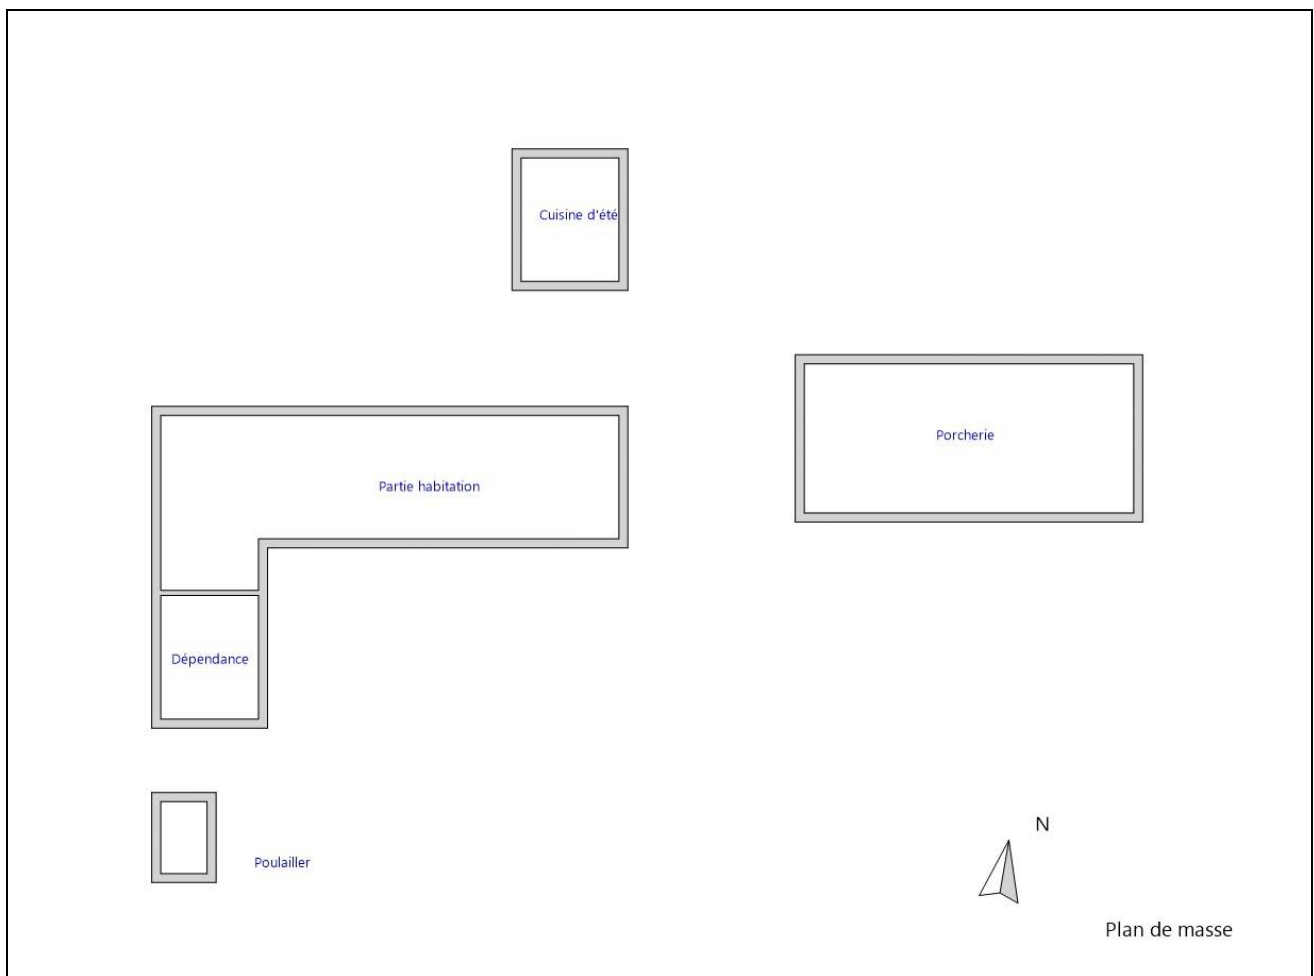 Cuisine d'été
Porcherie
Partie habitation
Dépendance
N
Poulailler
Plan de masse